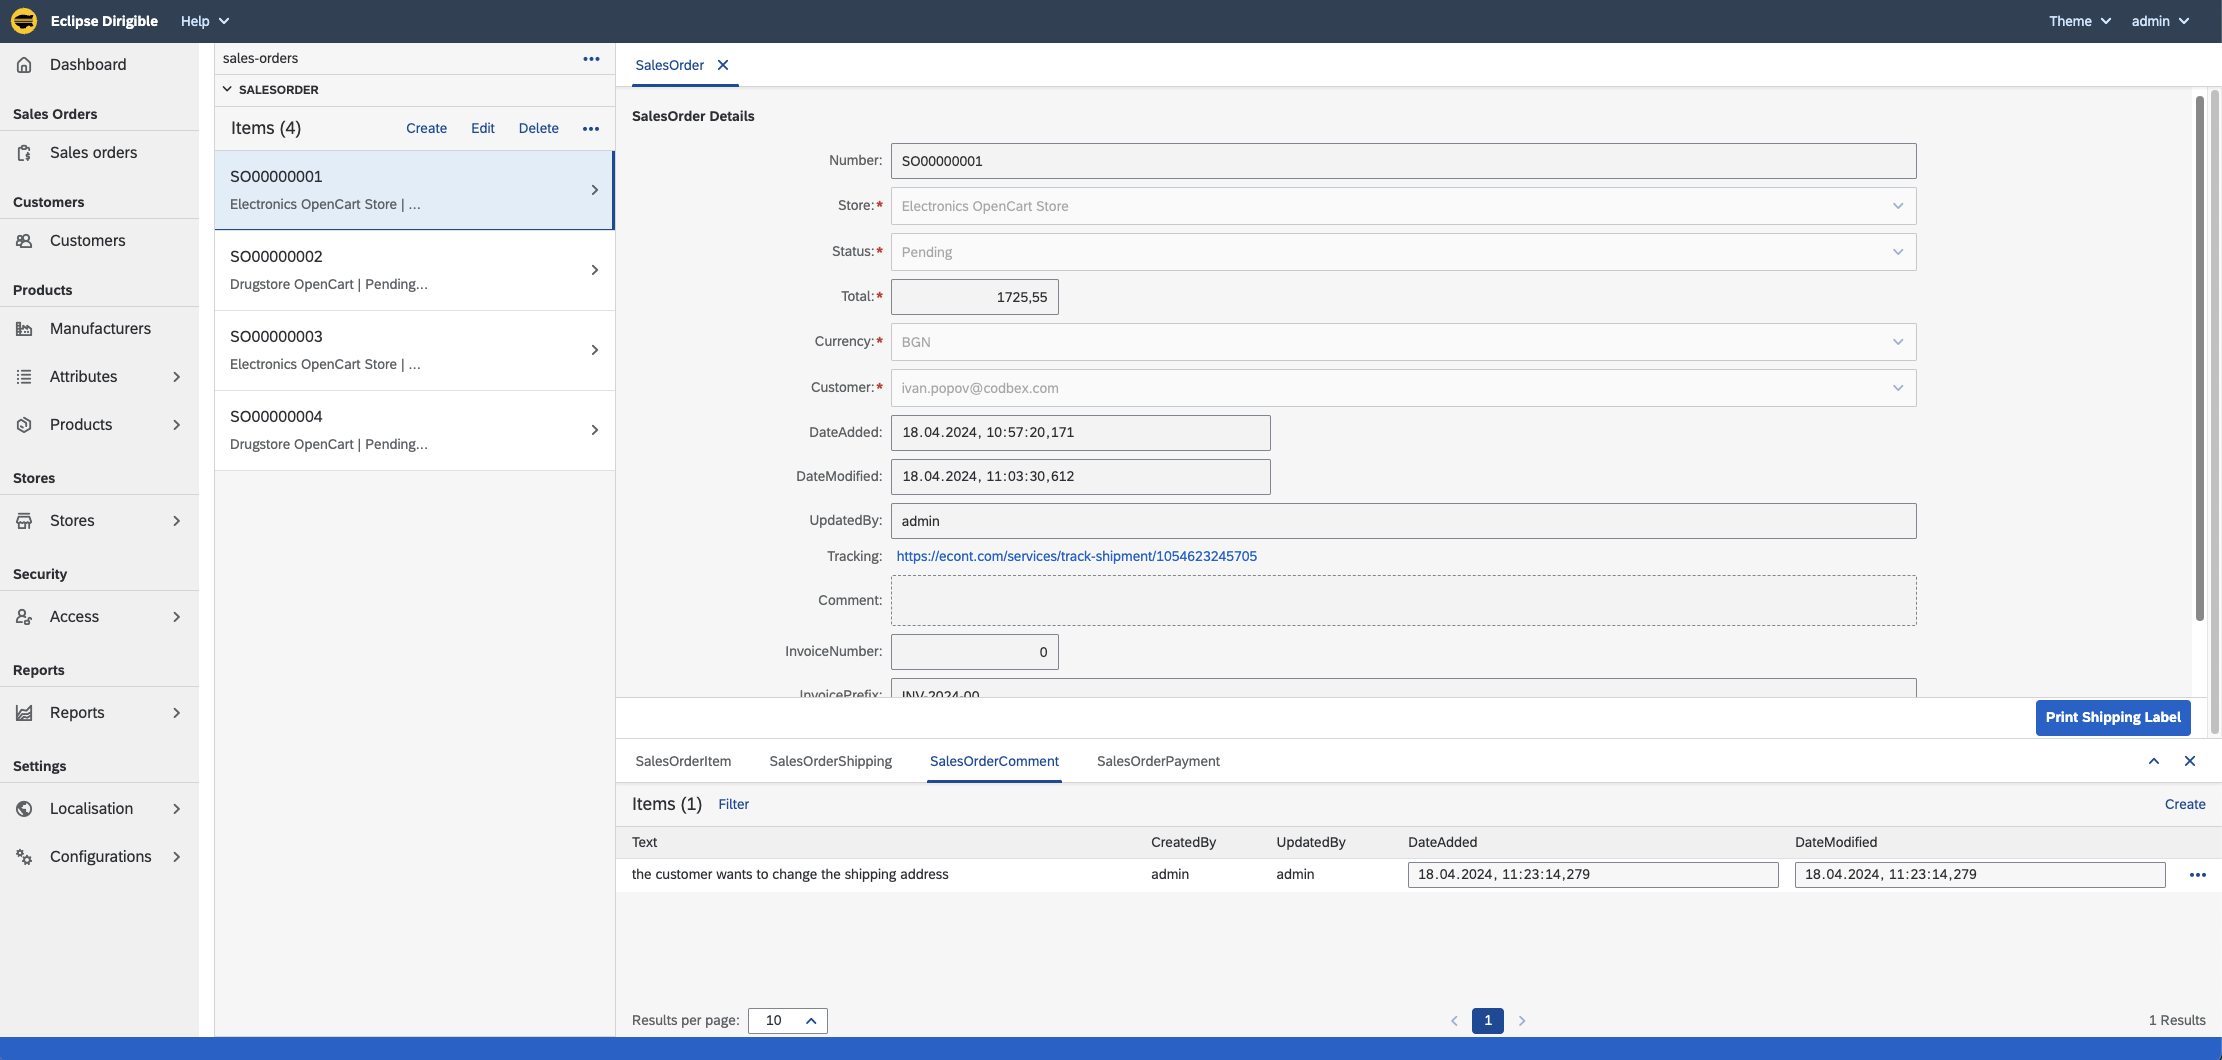 Eclipse Dirigible
Help
Theme
admin
Dashboard
Sales Orders
Sales orders
Customers
Customers
Products
Manufacturers
Attributes
Products
Stores
Stores
Security
Access
Reports
Reports
Settings
Localisation
Configurations
sales-orders
SALESORDER
Items (4) Create Edit Delete
SO00000001
Electronics OpenCart Store | ...
SO00000002
Drugstore OpenCart | Pending...
SO00000003
Electronics OpenCart Store | ...
SO00000004
Drugstore OpenCart | Pending...
SalesOrder
SalesOrder Details
Number: SO00000001
Store:* Electronics OpenCart Store
Status:* Pending
Total:* 1725,55
Currency:* BGN
Customer:* ivan.popov@codbex.com
DateAdded: 18.04.2024, 10:57:20,171
DateModified: 18.04.2024, 11:03:30,612
UpdatedBy: admin
Tracking: https://econt.com/services/track-shipment/1054623245705
Comment:
InvoiceNumber: 0
InvoicePrefix: INV-2024-00
Print Shipping Label
SalesOrderItem SalesOrderShipping SalesOrderComment SalesOrderPayment
Items (1) Filter Create
Text CreatedBy UpdatedBy DateAdded DateModified
the customer wants to change the shipping address admin admin 18.04.2024, 11:23:14,279 18.04.2024, 11:23:14,279
Results per page: 10 1 1 Results